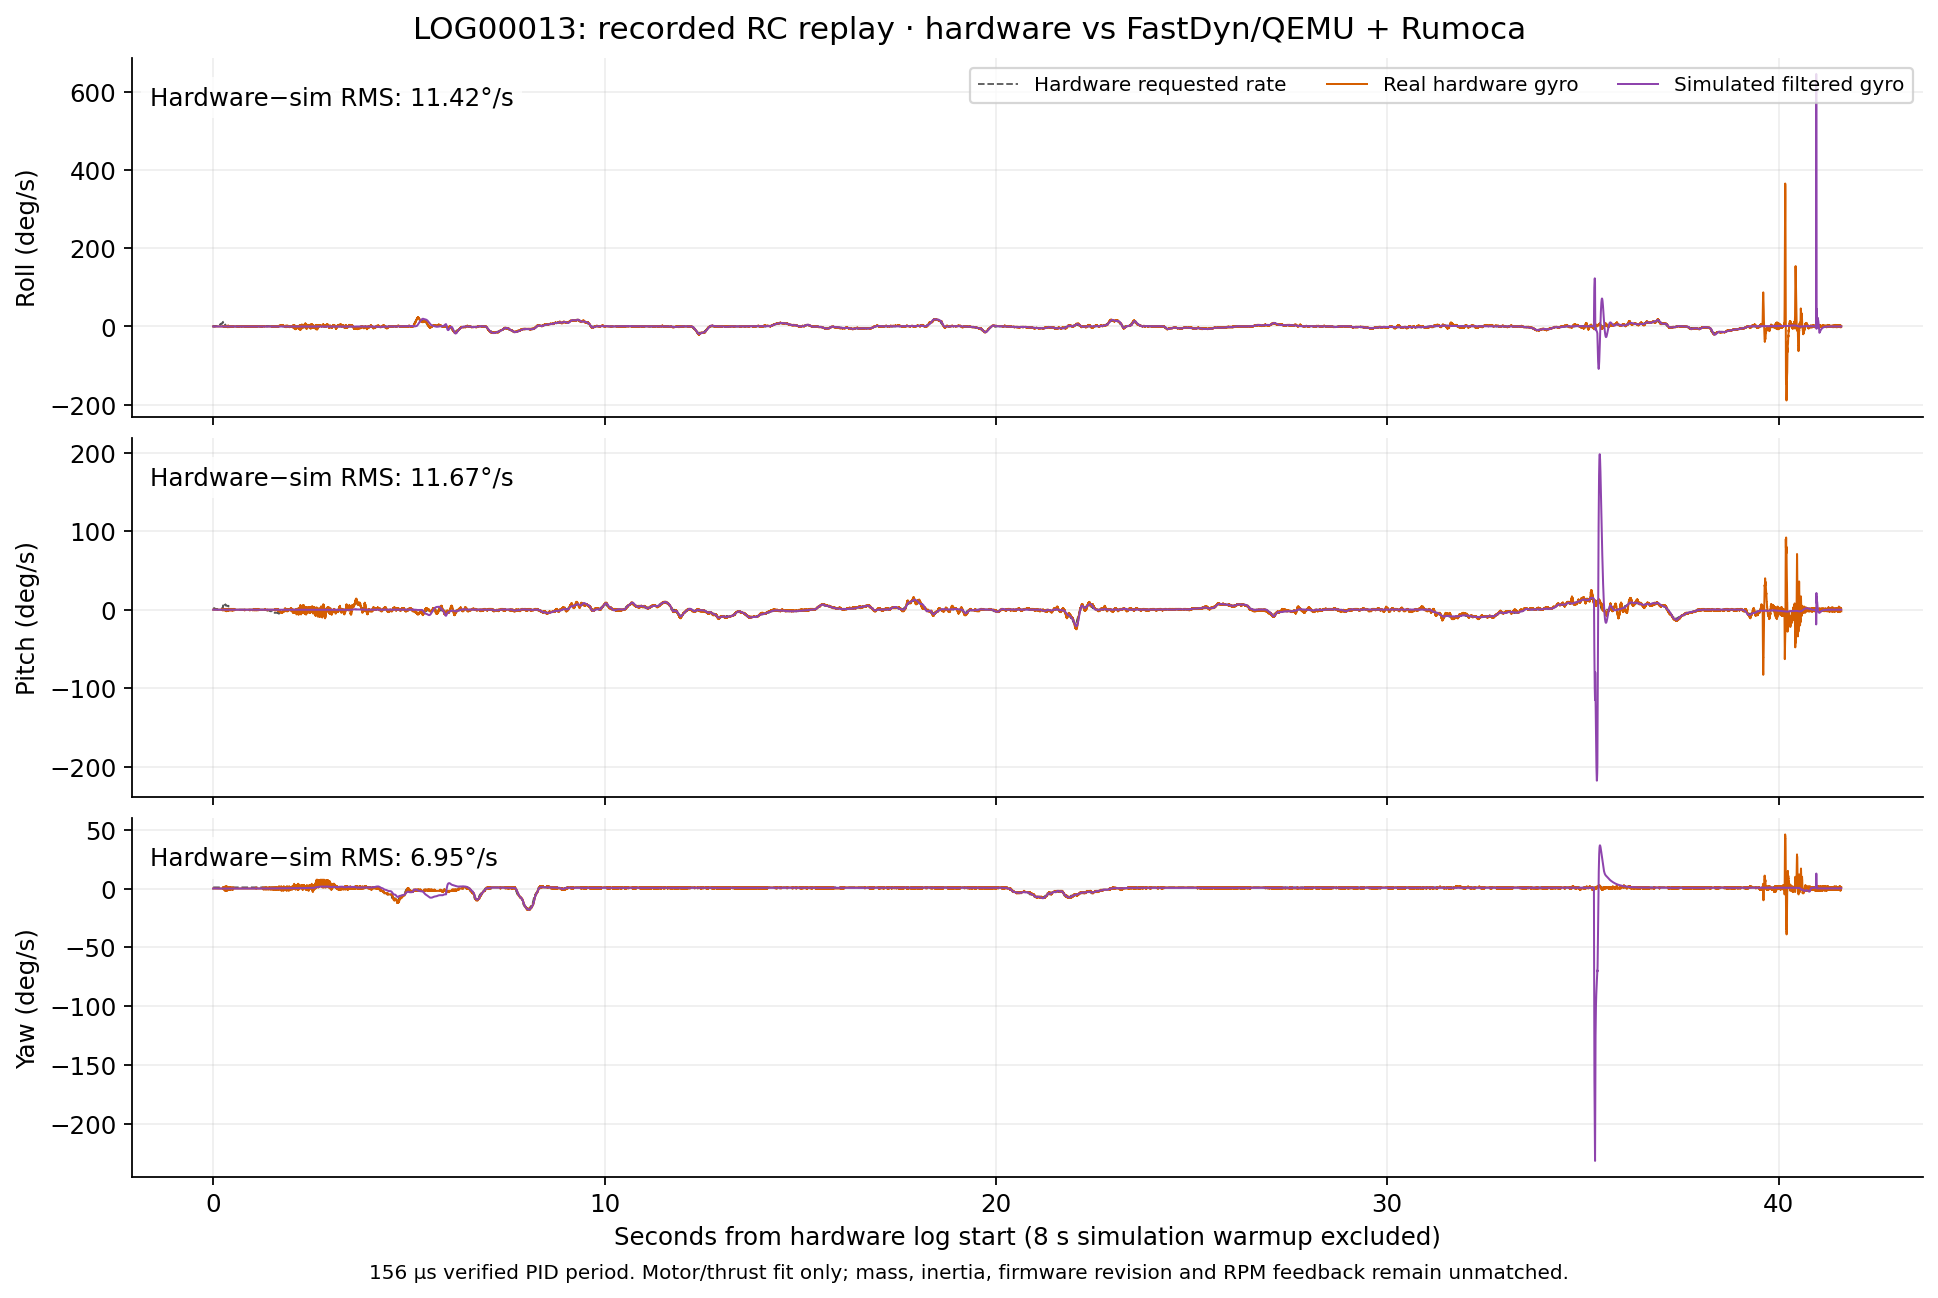 LOG00013: recorded RC replay · hardware vs FastDyn/QEMU + Rumoca
Hardware requested rate
Real hardware gyro
Simulated filtered gyro
Hardware−sim RMS: 11.42°/s
Roll (deg/s)
600
400
200
0
−200
Hardware−sim RMS: 11.67°/s
Pitch (deg/s)
200
100
0
−100
−200
Hardware−sim RMS: 6.95°/s
Yaw (deg/s)
50
0
−50
−100
−150
−200
0
10
20
30
40
Seconds from hardware log start (8 s simulation warmup excluded)
156 µs verified PID period. Motor/thrust fit only; mass, inertia, firmware revision and RPM feedback remain unmatched.